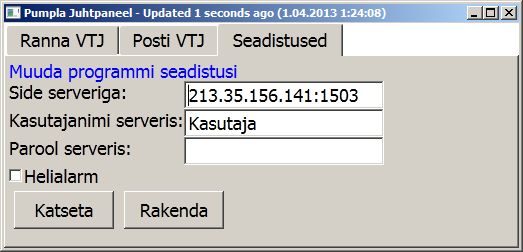 Pumpla Juhtpaneel - Updated 1 seconds ago (1.04.2013 1:24:08)
Ranna VTJ Posti VTJ Seadistused
Muuda programmi seadistusi
Side serveriga: 213.35.156.141:1503
Kasutajanimi serveris: Kasutaja
Parool serveris:
Helialarm
Katseta Rakenda